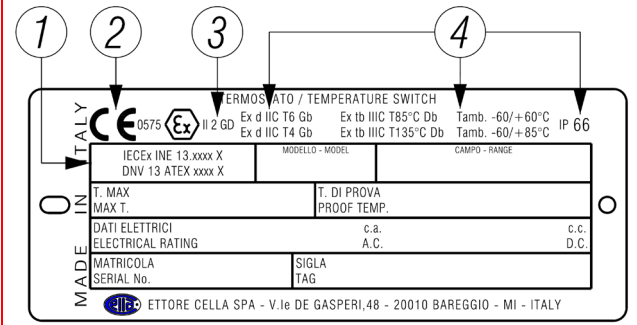 1 2 3 4
TERMOSTATO / TEMPERATURE SWITCH
CE 0575 Ex II 2 GD Ex d IIC T6 Gb Ex tb IIIC T85°C Db Tamb. -60/+60°C IP 66
Ex d IIC T4 Gb Ex tb IIIC T135°C Db Tamb. -60/+85°C
MADE IN ITALY
IECEx INE 13.xxxx X MODELLO - MODEL CAMPO - RANGE
DNV 13 ATEX xxxx X
T. MAX T. DI PROVA
MAX T. PROOF TEMP.
DATI ELETTRICI c.a. c.c.
ELECTRICAL RATING A.C. D.C.
MATRICOLA SIGLA
SERIAL No. TAG
ETTORE CELLA SPA - V.le DE GASPERI,48 - 20010 BAREGGIO - MI - ITALY